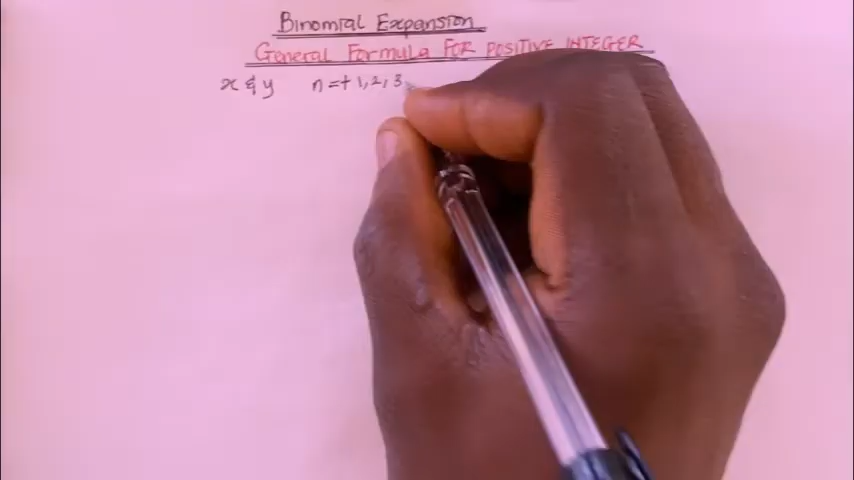 Binomial Expansion
General Formula FOR POSITIVE INTEGER
x & y n = + 1, 2, 3,